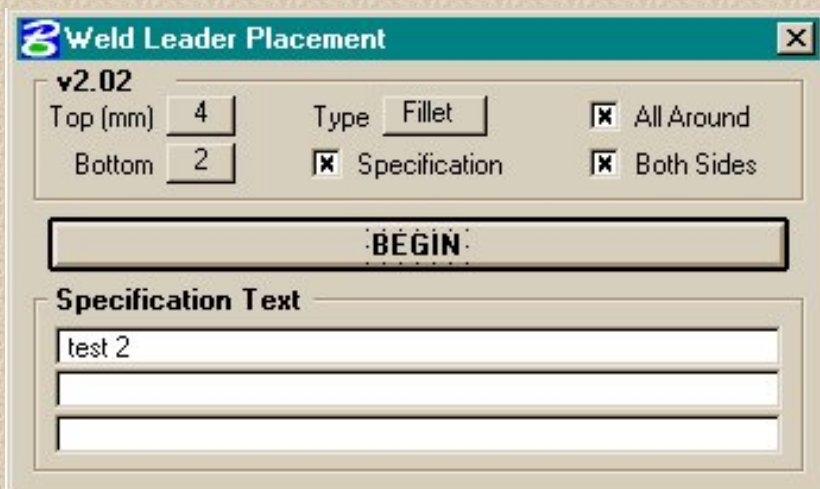 Weld Leader Placement
v2.02
Top (mm) 4 Type Fillet All Around
Bottom 2 Specification Both Sides
BEGIN
Specification Text
test 2